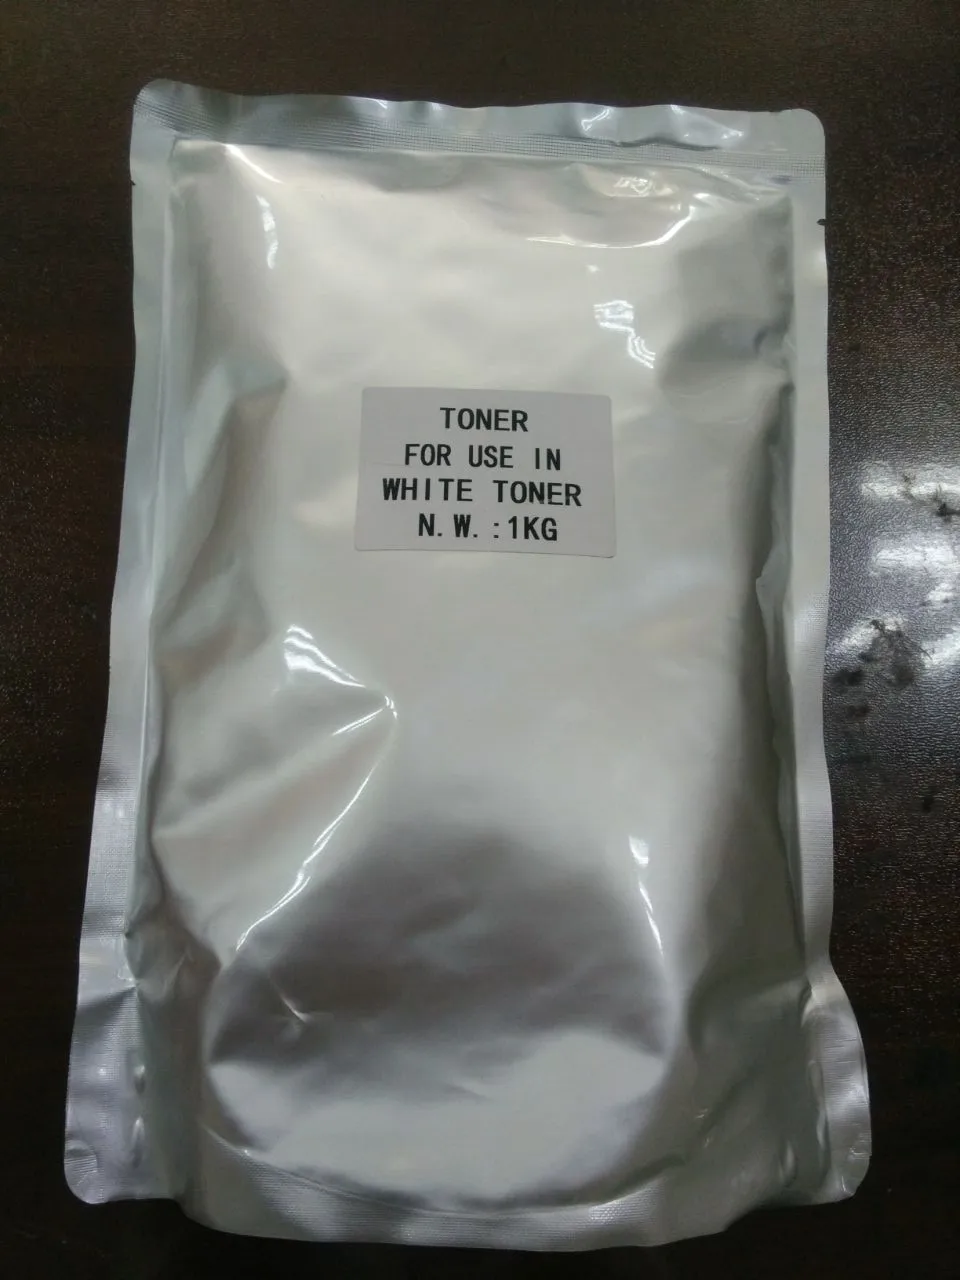 TONER
FOR USE IN
WHITE TONER
N.W.:1KG